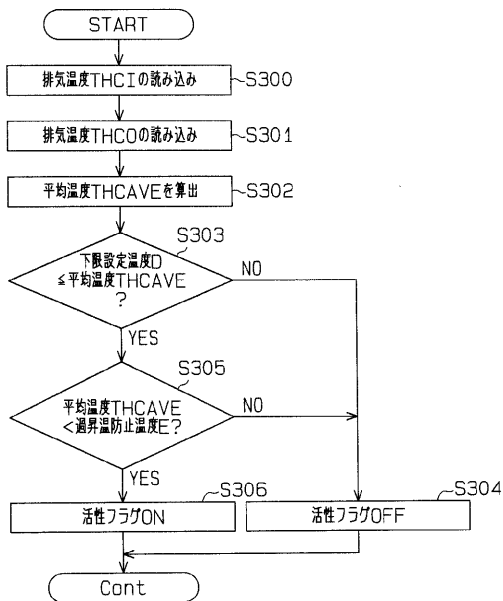 START
排気温度THCIの読み込み
S300
排気温度THCOの読み込み
S301
平均温度THCAVEを算出
S302
S303
下限設定温度D
≦平均温度THCAVE
?
NO
YES
S305
平均温度THCAVE
<過昇温防止温度E?
NO
YES
S306
活性フラグON
S304
活性フラグOFF
Cont